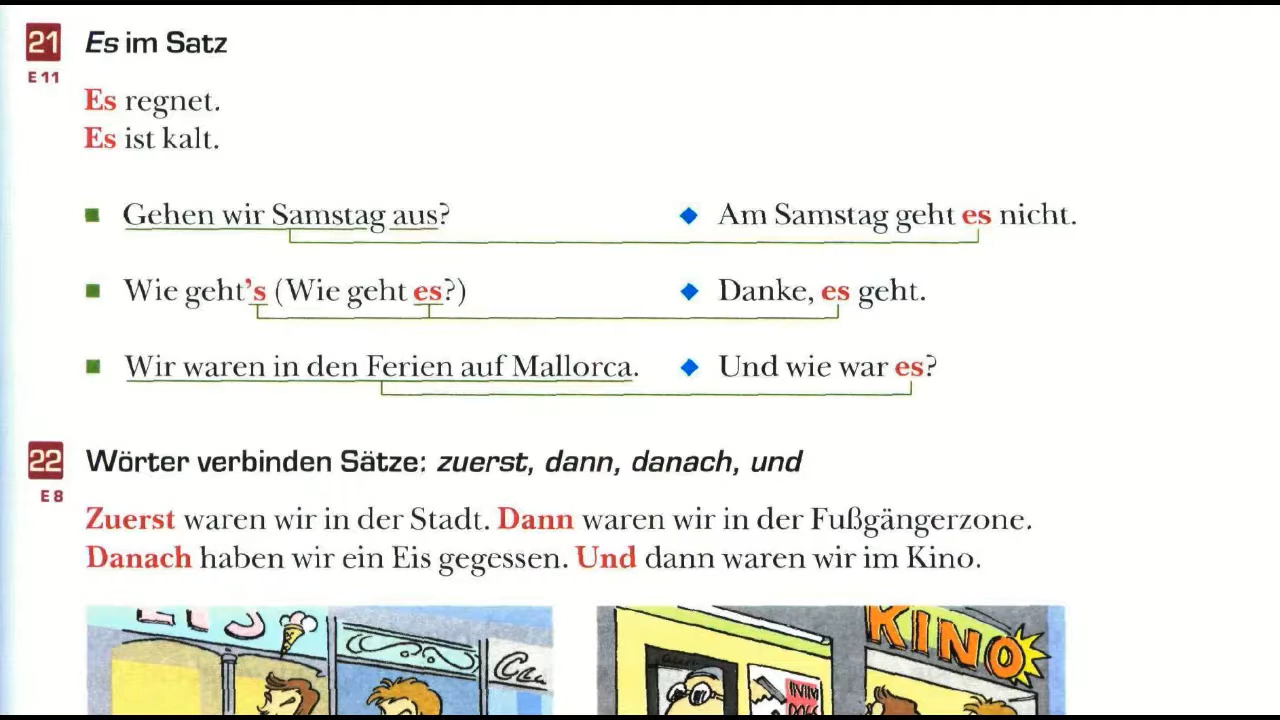 21 Es im Satz
E 11
Es regnet.
Es ist kalt.
Gehen wir Samstag aus? Am Samstag geht es nicht.
Wie geht's (Wie geht es?) Danke, es geht.
Wir waren in den Ferien auf Mallorca. Und wie war es?
22 Wörter verbinden Sätze: zuerst, dann, danach, und
E 8
Zuerst waren wir in der Stadt. Dann waren wir in der Fußgängerzone.
Danach haben wir ein Eis gegessen. Und dann waren wir im Kino.
EIS
KINO